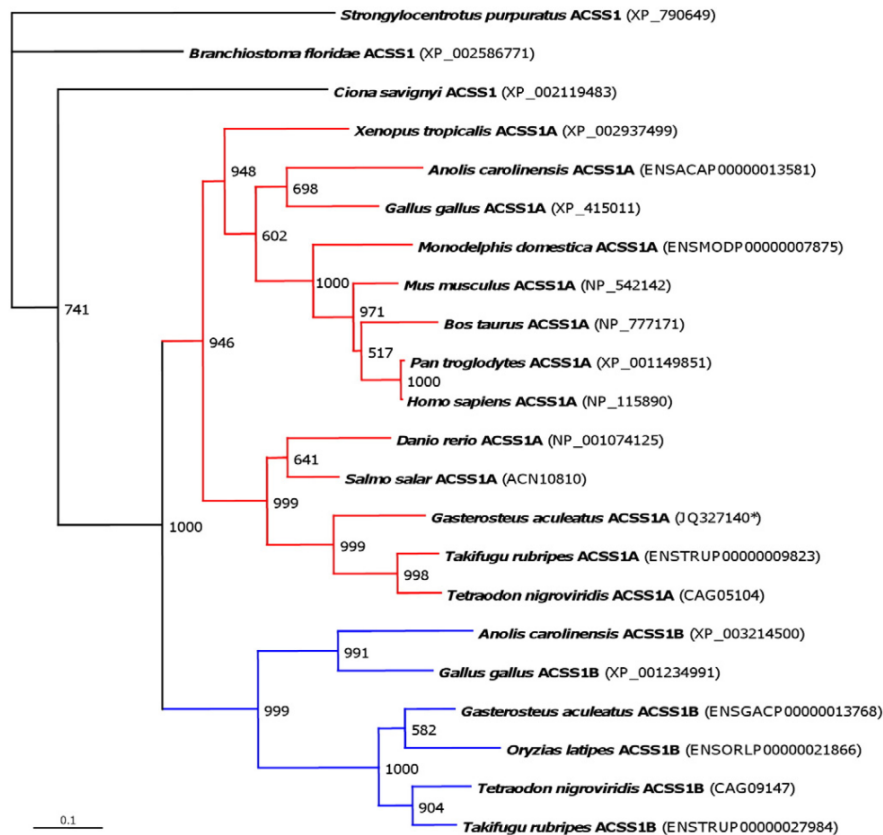 Strongylocentrotus purpuratus ACSS1 (XP_790649)
Branchiostoma floridae ACSS1 (XP_002586771)
Ciona savignyi ACSS1 (XP_002119483)
Xenopus tropicalis ACSS1A (XP_002937499)
948
Anolis carolinensis ACSS1A (ENSACAP00000013581)
698
Gallus gallus ACSS1A (XP_415011)
602
Monodelphis domestica ACSS1A (ENSMODP00000007875)
1000
Mus musculus ACSS1A (NP_542142)
741
971
Bos taurus ACSS1A (NP_777171)
946
517
Pan troglodytes ACSS1A (XP_001149851)
1000
Homo sapiens ACSS1A (NP_115890)
Danio rerio ACSS1A (NP_001074125)
641
Salmo salar ACSS1A (ACN10810)
999
Gasterosteus aculeatus ACSS1A (JQ327140*)
1000
999
Takifugu rubripes ACSS1A (ENSTRUP00000009823)
998
Tetraodon nigroviridis ACSS1A (CAG05104)
Anolis carolinensis ACSS1B (XP_003214500)
991
Gallus gallus ACSS1B (XP_001234991)
999
Gasterosteus aculeatus ACSS1B (ENSGACP00000013768)
582
Oryzias latipes ACSS1B (ENSORLP00000021866)
1000
Tetraodon nigroviridis ACSS1B (CAG09147)
904
Takifugu rubripes ACSS1B (ENSTRUP00000027984)
0.1